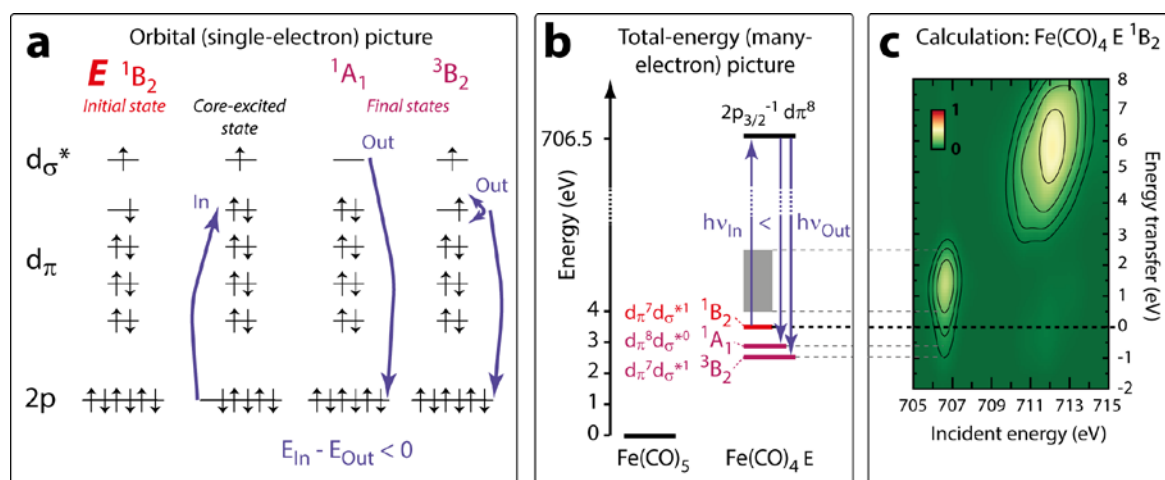 a
Orbital (single-electron) picture
E ¹B₂
¹A₁
³B₂
Initial state
Core-excited
state
Final states
dσ*
dπ
2p
In
Out
Out
E_In - E_Out < 0
b
Total-energy (many-
electron) picture
2p₃/₂⁻¹ dπ⁸
706.5
Energy (eV)
hν_In < hν_Out
4
3
2
1
0
dπ⁷dσ*¹ ¹B₂
dπ⁸dσ*⁰ ¹A₁
dπ⁷dσ*¹ ³B₂
Fe(CO)₅
Fe(CO)₄ E
c
Calculation: Fe(CO)₄ E ¹B₂
1
0
8
7
6
5
4
3
2
1
0
-1
-2
Energy transfer (eV)
705 707 709 711 713 715
Incident energy (eV)